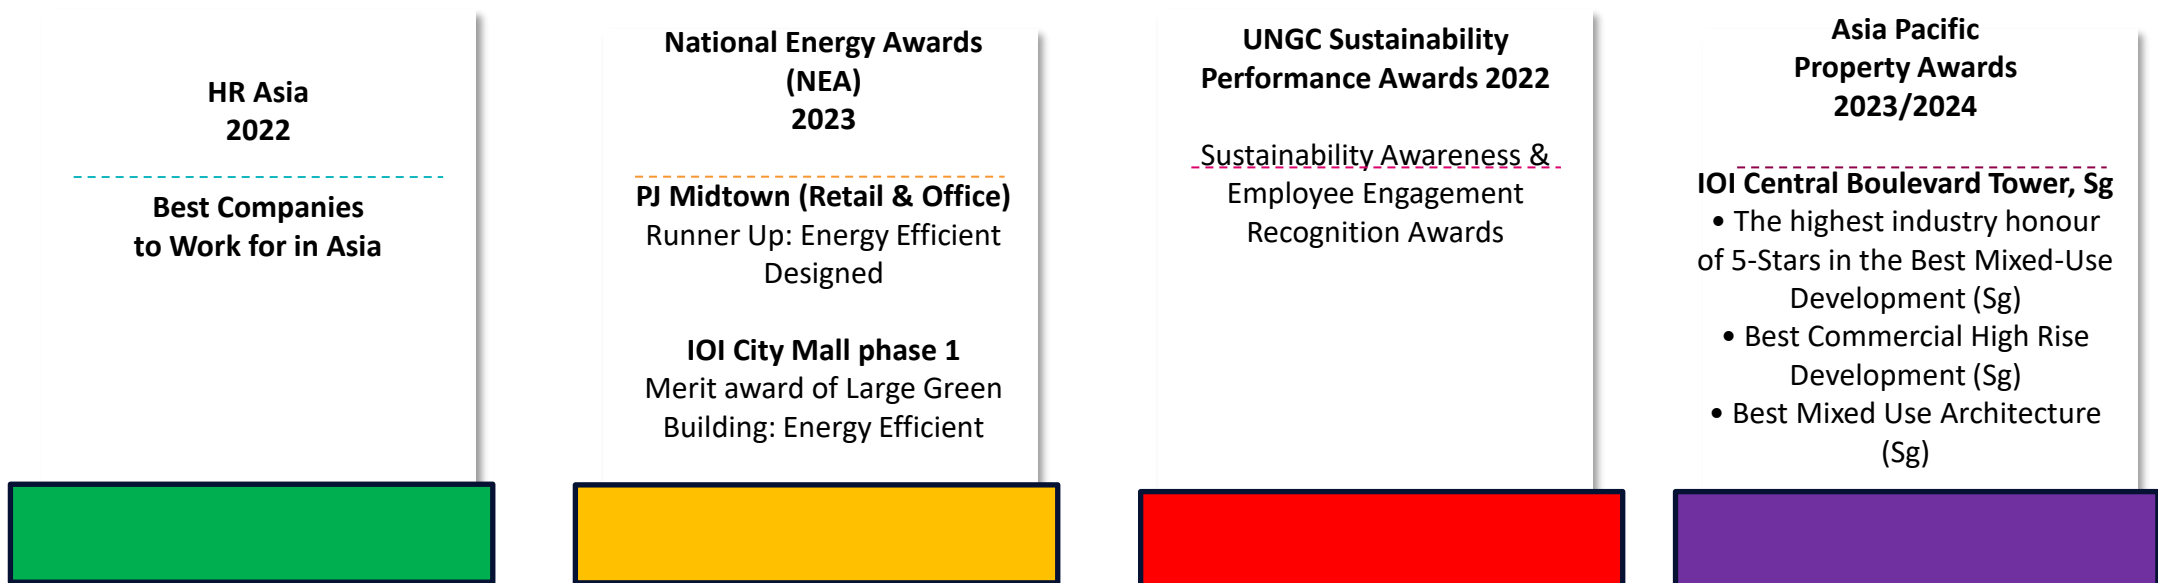 HR Asia
2022
Best Companies
to Work for in Asia
National Energy Awards
(NEA)
2023
PJ Midtown (Retail & Office)
Runner Up: Energy Efficient
Designed
IOI City Mall phase 1
Merit award of Large Green
Building: Energy Efficient
UNGC Sustainability
Performance Awards 2022
Sustainability Awareness &
Employee Engagement
Recognition Awards
Asia Pacific
Property Awards
2023/2024
IOI Central Boulevard Tower, Sg
• The highest industry honour
of 5-Stars in the Best Mixed-Use
Development (Sg)
• Best Commercial High Rise
Development (Sg)
• Best Mixed Use Architecture
(Sg)